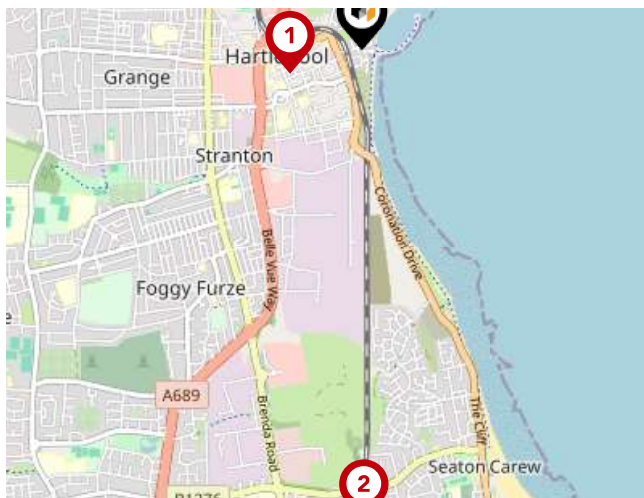 1
Hartlepool
Grange
Stranton
Coronation Drive
Belle Vue Way
Foggy Furze
A689
Brenda Road
The Cliff
Seaton Carew
2
B1276